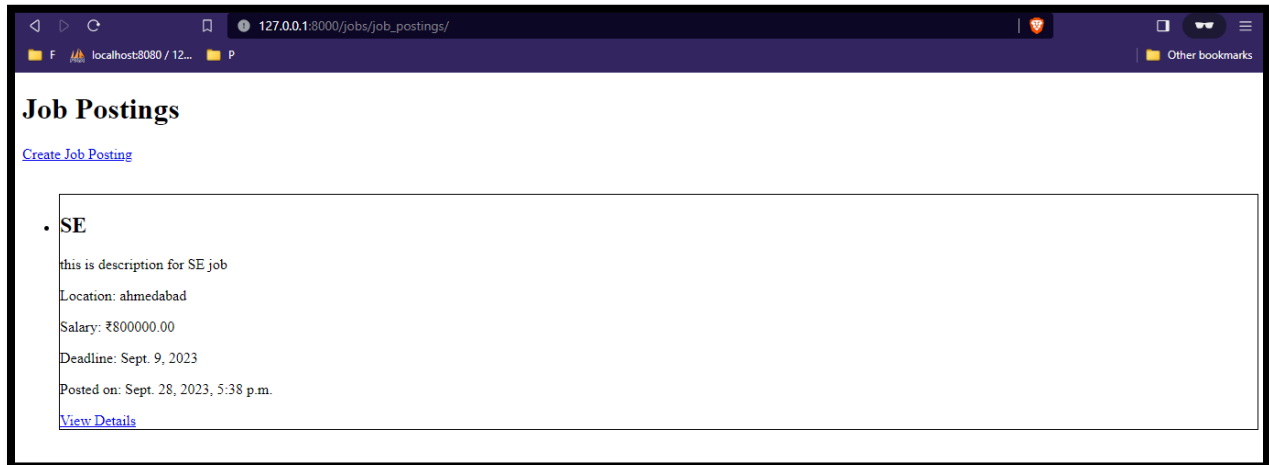 127.0.0.1:8000/jobs/job_postings/
F localhost:8080 / 12... P Other bookmarks
Job Postings
Create Job Posting
SE
this is description for SE job
Location: ahmedabad
Salary: ₹800000.00
Deadline: Sept. 9, 2023
Posted on: Sept. 28, 2023, 5:38 p.m.
View Details